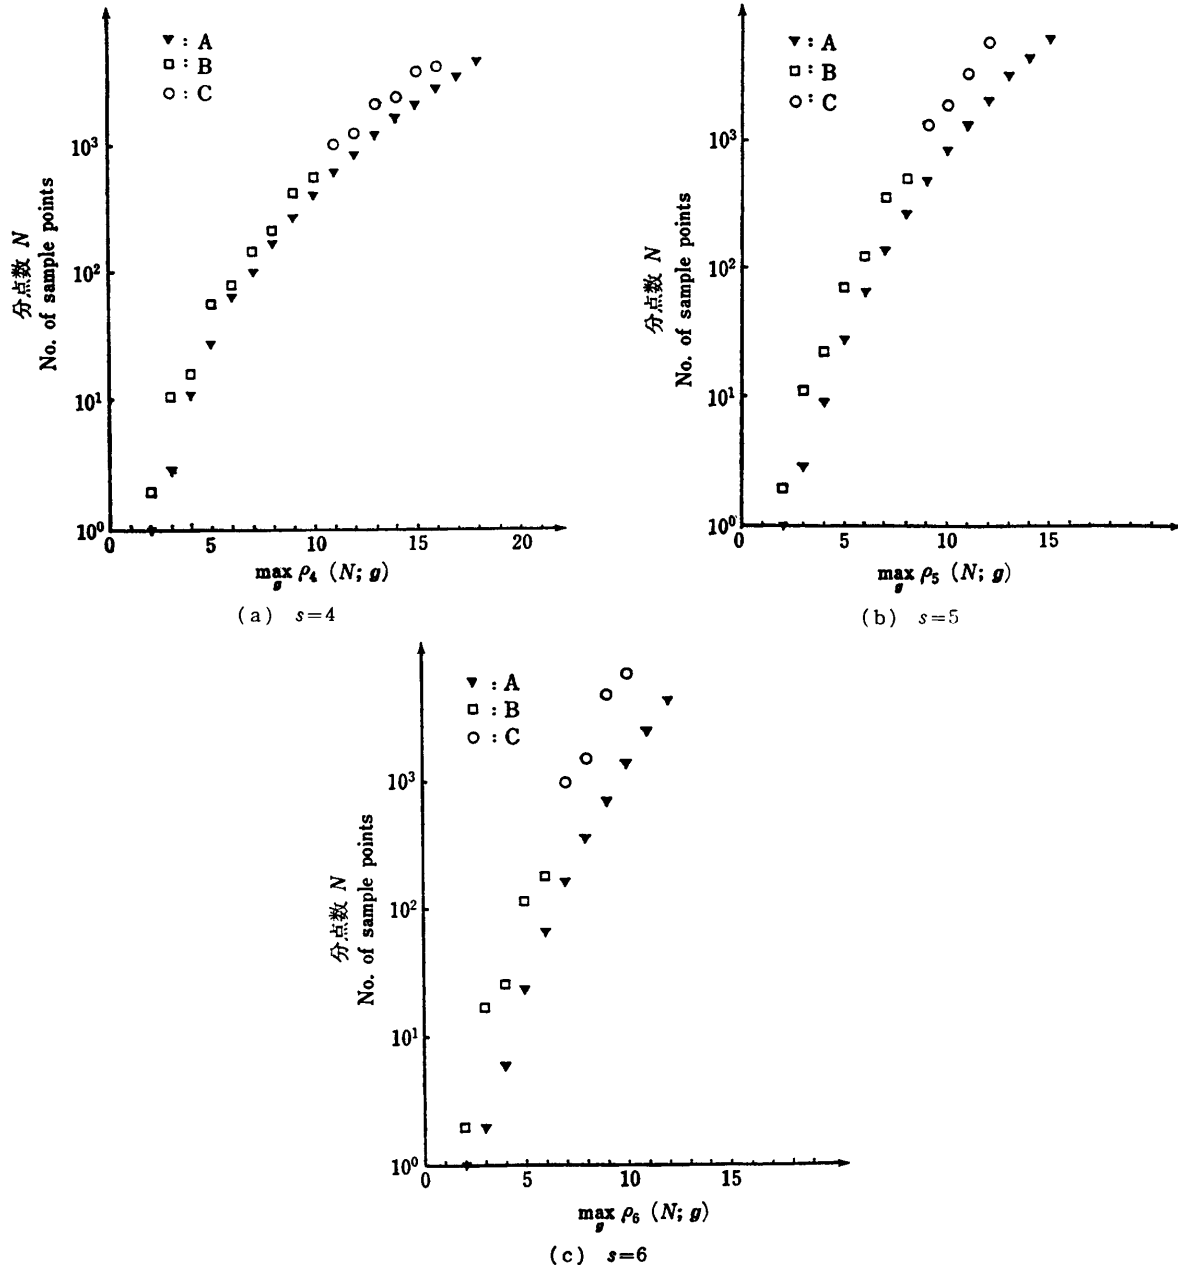 ▼ : A
□ : B
○ : C
10³
10²
10¹
10⁰
分点数 N
No. of sample points
0 5 10 15 20
max ρ₄ (N; g)
g
(a) s=4
▼ : A
□ : B
○ : C
10³
10²
10¹
10⁰
分点数 N
No. of sample points
0 5 10 15
max ρ₅ (N; g)
g
(b) s=5
▼ : A
□ : B
○ : C
10³
10²
10¹
10⁰
分点数 N
No. of sample points
0 5 10 15
max ρ₆ (N; g)
g
(c) s=6